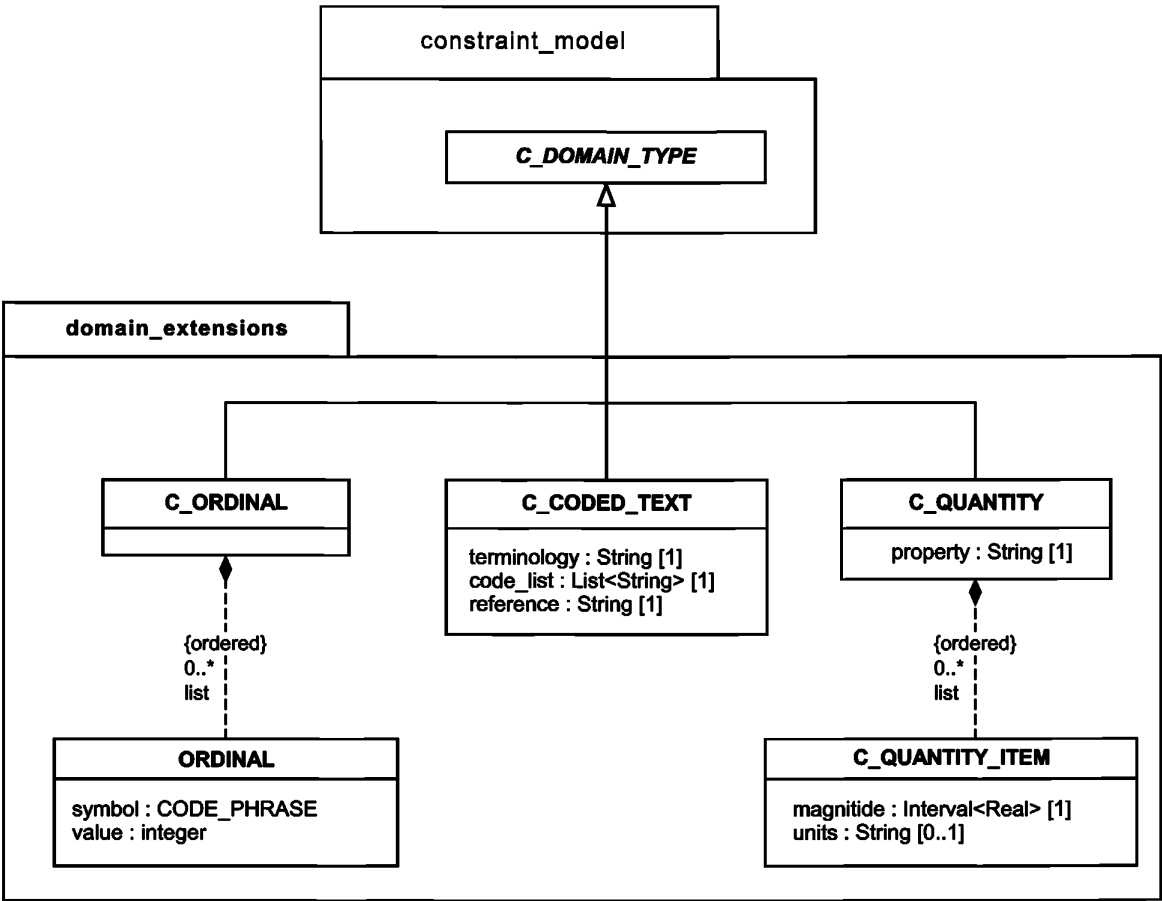 constraint_model
C_DOMAIN_TYPE
domain_extensions
C_ORDINAL
C_CODED_TEXT
terminology : String [1]
code_list : List<String> [1]
reference : String [1]
C_QUANTITY
property : String [1]
{ordered}
0..*
list
{ordered}
0..*
list
ORDINAL
symbol : CODE_PHRASE
value : integer
C_QUANTITY_ITEM
magnitide : Interval<Real> [1]
units : String [0..1]